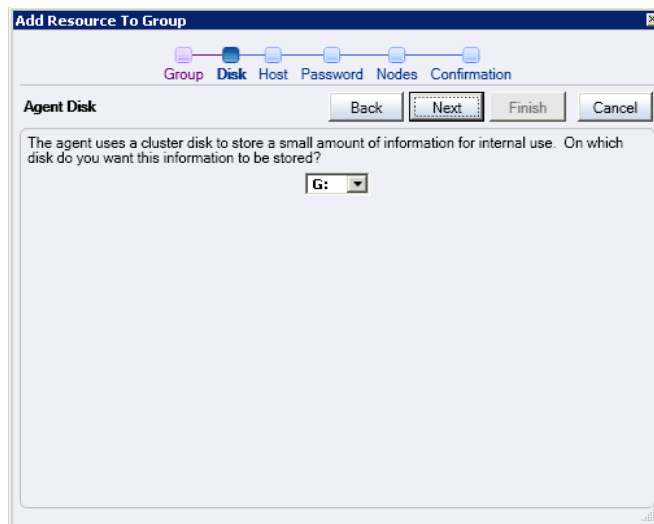 Add Resource To Group
Group Disk Host Password Nodes Confirmation
Agent Disk Back Next Finish Cancel
The agent uses a cluster disk to store a small amount of information for internal use. On which
disk do you want this information to be stored?
G: